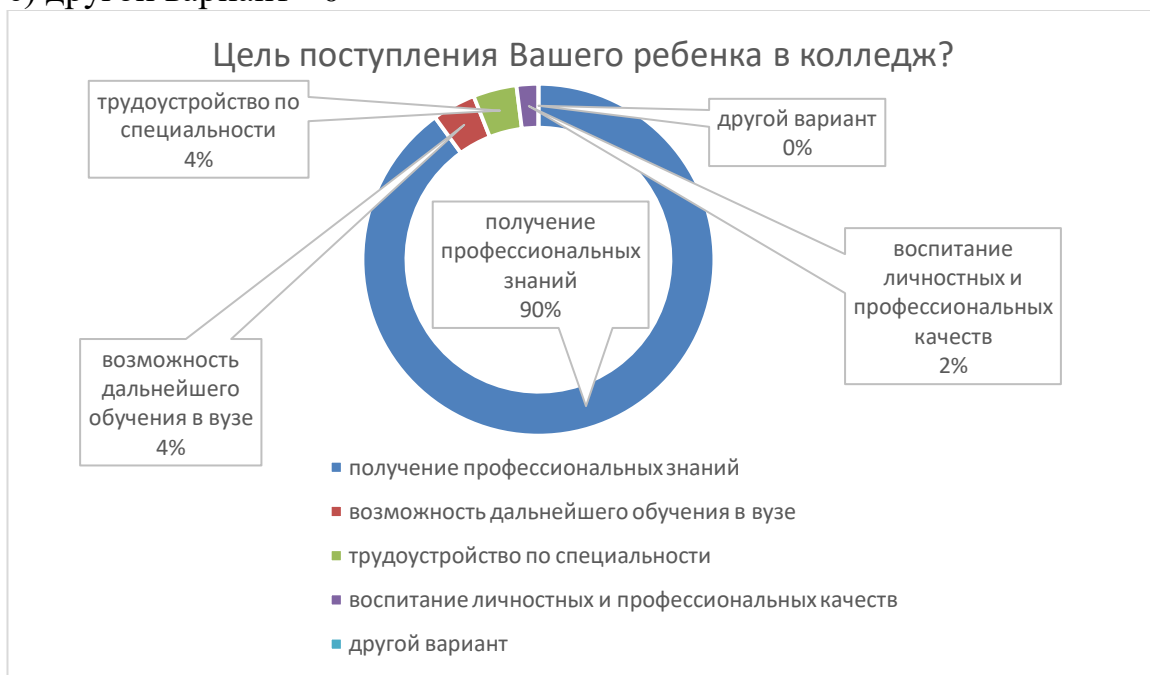 Цель поступления Вашего ребенка в колледж?
трудоустройство по
специальности
4%
другой вариант
0%
получение
профессиональных
знаний
90%
воспитание
личностных и
профессиональных
качеств
2%
возможность
дальнейшего
обучения в вузе
4%
получение профессиональных знаний
возможность дальнейшего обучения в вузе
трудоустройство по специальности
воспитание личностных и профессиональных качеств
другой вариант